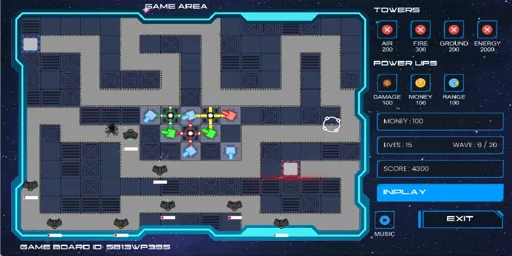 GAME AREA
TOWERS
AIR FIRE GROUND ENERGY
200 300 200 2000
POWER UPS
DAMAGE MONEY RANGE
100 100 100
MONEY : 100
LIVES : 15 WAVE : 6 / 20
SCORE : 4300
INPLAY
MUSIC
EXIT
GAME BOARD ID: 5813WP395